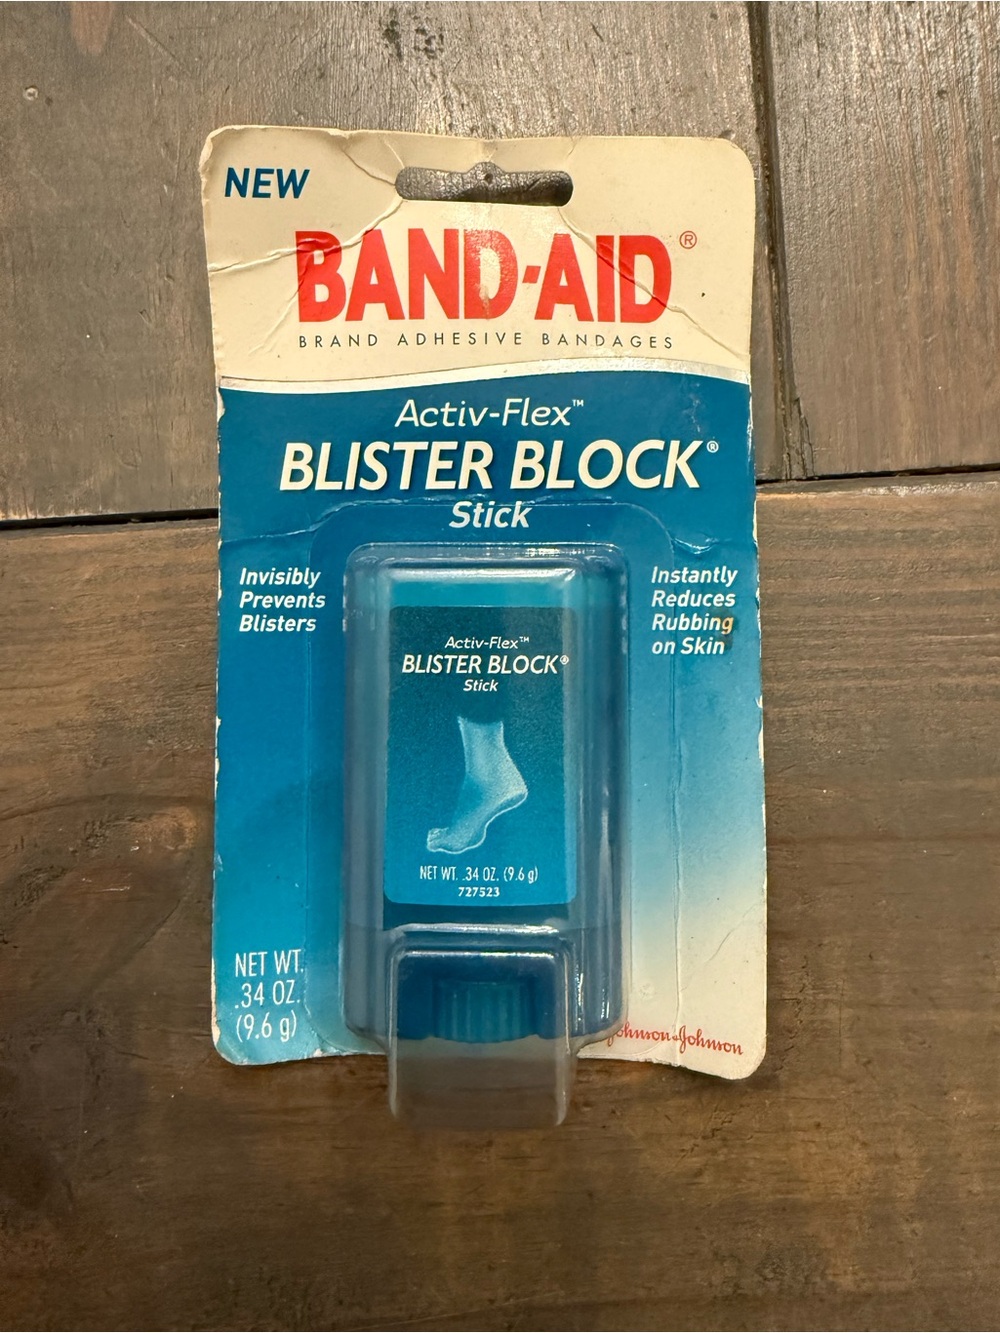 NEW
BAND-AID®
BRAND ADHESIVE BANDAGES
Activ-Flex™
BLISTER BLOCK®
Stick
Invisibly
Prevents
Blisters
Instantly
Reduces
Rubbing
on Skin
Activ-Flex™
BLISTER BLOCK®
Stick
NET WT. .34 OZ. (9.6 g)
727523
NET WT.
.34 OZ.
(9.6 g)
Johnson & Johnson